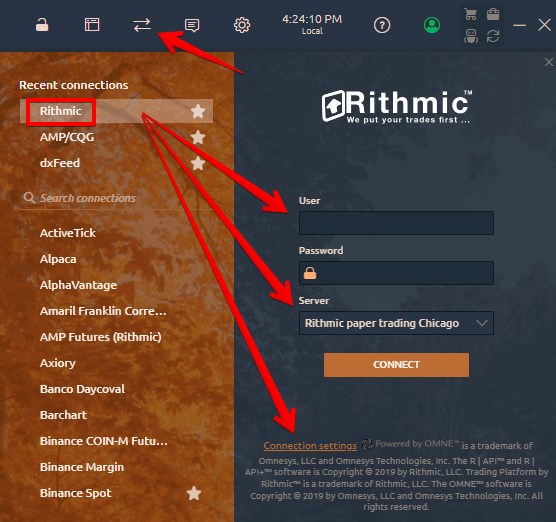 4:24:10 PM
Local
Recent connections
Rithmic
AMP/CQG
dxFeed
Search connections
ActiveTick
Alpaca
AlphaVantage
Amaril Franklin Corre...
AMP Futures (Rithmic)
Axiory
Banco Daycoval
Barchart
Binance COIN-M Futu...
Binance Margin
Binance Spot
Rithmic™
We put your trades first ...
User
Password
Server
Rithmic paper trading Chicago
CONNECT
Connection settings Powered by OMNE™ is a trademark of
Omnesys, LLC and Omnesys Technologies, Inc. The R | API™ and R |
API+™ software is Copyright © 2019 by Rithmic, LLC. Trading Platform by
Rithmic™ is a trademark of Rithmic, LLC. The OMNE™ software is
Copyright © 2019 by Omnesys, LLC and Omnesys Technologies, Inc. All
rights reserved.